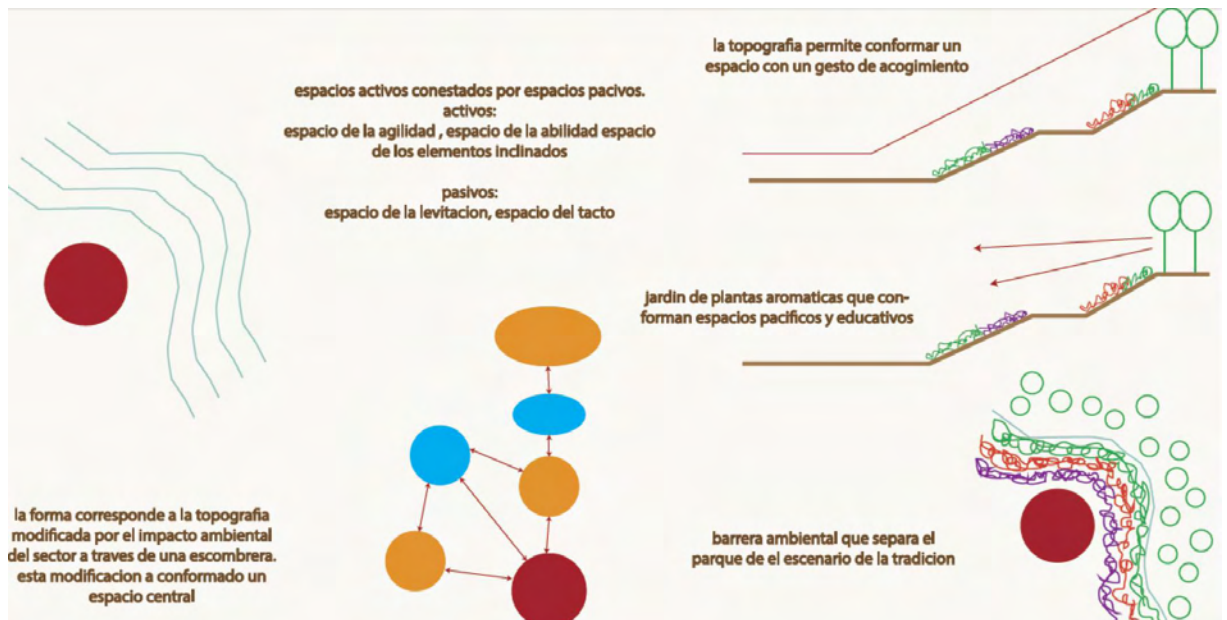 espacios activos conestados por espacios pacivos.
activos:
espacio de la agilidad , espacio de la abilidad espacio
de los elementos inclinados
pasivos:
espacio de la levitacion, espacio del tacto
la forma corresponde a la topografia
modificada por el impacto ambiental
del sector a traves de una escombrera.
esta modificacion a conformado un
espacio central
la topografia permite conformar un
espacio con un gesto de acogimiento
jardin de plantas aromaticas que con-
forman espacios pacificos y educativos
barrera ambiental que separa el
parque de el escenario de la tradicion